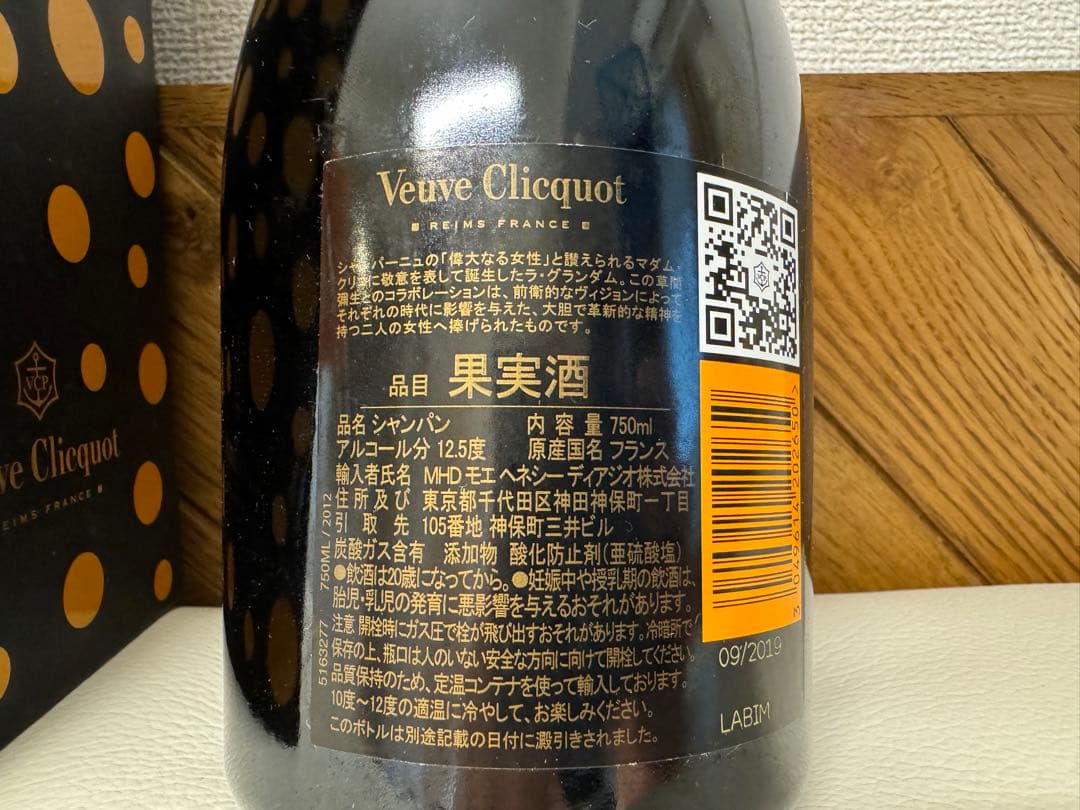 Veuve Clicquot
REIMS FRANCE
シャンパーニュの「偉大なる女性」と讃えられるマダム・
クリコに敬意を表して誕生したラ・グランダム。この草間
彌生とのコラボレーションは、前衛的なヴィジョンによって
それぞれの時代に影響を与えた、大胆で革新的な精神を
持つ二人の女性へ捧げられたものです。
品目 果実酒
品名 シャンパン 内容量 750ml
アルコール分 12.5度 原産国名 フランス
輸入者氏名 MHD モエ ヘネシー ディアジオ株式会社
住所及び 東京都千代田区神田神保町一丁目
引取先 105番地 神保町三井ビル
炭酸ガス含有 添加物 酸化防止剤(亜硫酸塩)
●飲酒は20歳になってから。●妊娠中や授乳期の飲酒は、
胎児・乳児の発育に悪影響を与えるおそれがあります。
注意 開栓時にガス圧で栓が飛び出すおそれがあります。冷暗所で
保存の上、瓶口は人のいない安全な方向に向けて開栓してください。
品質保持のため、定温コンテナを使って輸入しております。
10度～12度の適温に冷やして、お楽しみください。
このボトルは別途記載の日付に澱引きされました。
5163277 750ML / 2012
3 049614 202650 >
09/2019
LABIM
VCP
ve Clicquot
EIMS FRANCE